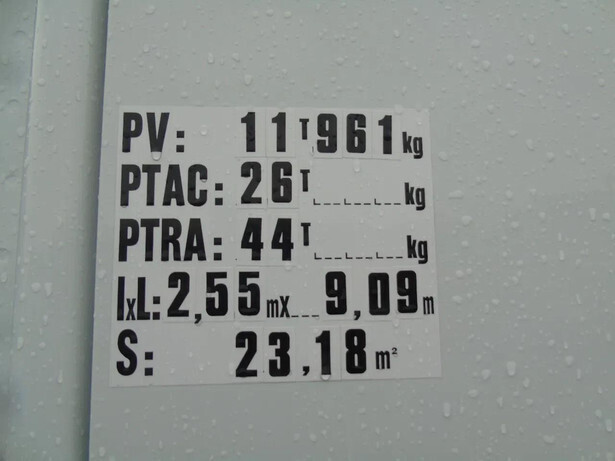 PV: 11T961kg
PTAC: 26T kg
PTRA: 44T kg
lxL: 2,55mX 9,09m
S: 23,18m²